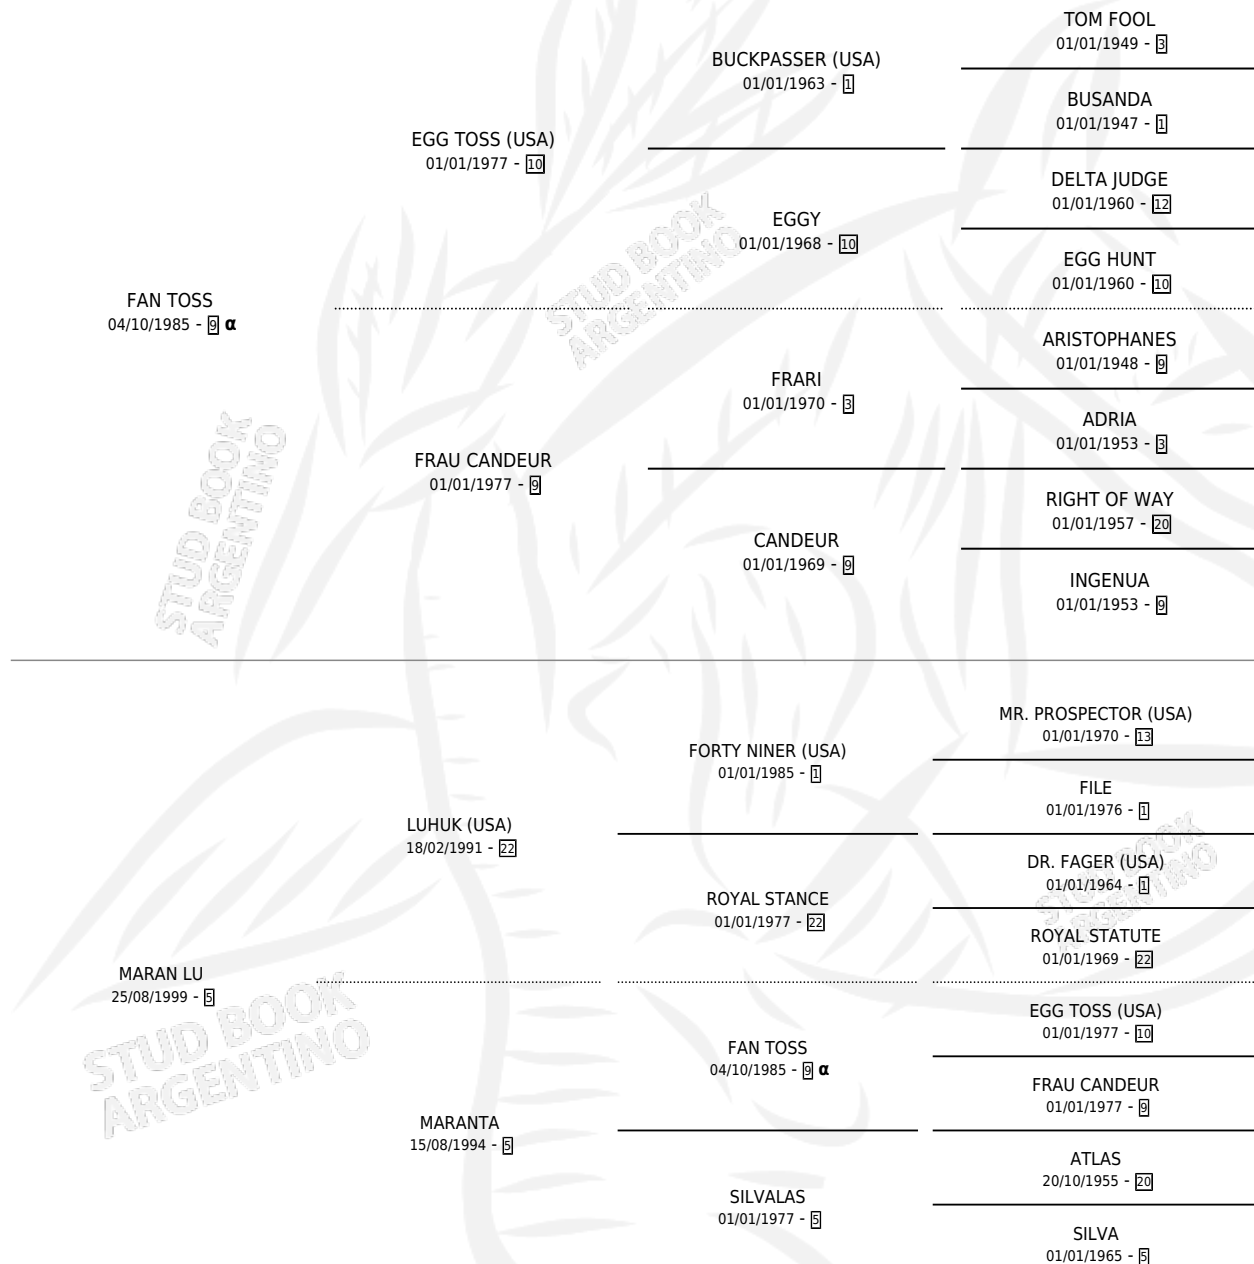 TOM FOOL
01/01/1949 - 3
BUCKPASSER (USA)
01/01/1963 - 1
BUSANDA
01/01/1947 - 1
EGG TOSS (USA)
01/01/1977 - 10
DELTA JUDGE
01/01/1960 - 12
EGGY
01/01/1968 - 10
EGG HUNT
01/01/1960 - 10
FAN TOSS
04/10/1985 - 9 α
ARISTOPHANES
01/01/1948 - 9
FRARI
01/01/1970 - 3
ADRIA
01/01/1953 - 3
FRAU CANDEUR
01/01/1977 - 9
RIGHT OF WAY
01/01/1957 - 20
CANDEUR
01/01/1969 - 9
INGENUA
01/01/1953 - 9
MR. PROSPECTOR (USA)
01/01/1970 - 13
FORTY NINER (USA)
01/01/1985 - 1
FILE
01/01/1976 - 1
LUHUK (USA)
18/02/1991 - 22
DR. FAGER (USA)
01/01/1964 - 1
ROYAL STANCE
01/01/1977 - 22
ROYAL STATUTE
01/01/1969 - 22
MARAN LU
25/08/1999 - 5
EGG TOSS (USA)
01/01/1977 - 10
FAN TOSS
04/10/1985 - 9 α
FRAU CANDEUR
01/01/1977 - 9
MARANTA
15/08/1994 - 5
ATLAS
20/10/1955 - 20
SILVALAS
01/01/1977 - 5
SILVA
01/01/1965 - 5
STUD BOOK
ARGENTINO
STUD BOOK
ARGENTINO
STUD BOOK
ARGENTINO
STUD BOOK
ARGENTINO